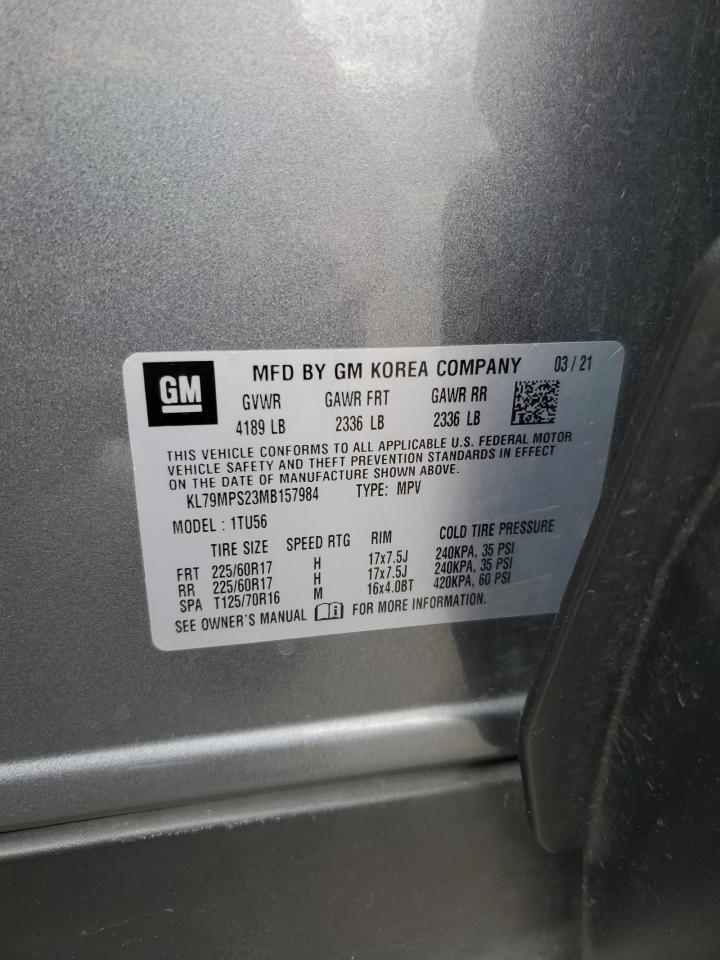 GM
MFD BY GM KOREA COMPANY 03 / 21
GVWR GAWR FRT GAWR RR
4189 LB 2336 LB 2336 LB
THIS VEHICLE CONFORMS TO ALL APPLICABLE U.S. FEDERAL MOTOR
VEHICLE SAFETY AND THEFT PREVENTION STANDARDS IN EFFECT
ON THE DATE OF MANUFACTURE SHOWN ABOVE.
KL79MPS23MB157984 TYPE: MPV
MODEL : 1TU56
TIRE SIZE SPEED RTG RIM COLD TIRE PRESSURE
FRT 225/60R17 H 17x7.5J 240KPA, 35 PSI
RR 225/60R17 H 17x7.5J 240KPA, 35 PSI
SPA T125/70R16 M 16x4.0BT 420KPA, 60 PSI
SEE OWNER'S MANUAL FOR MORE INFORMATION.